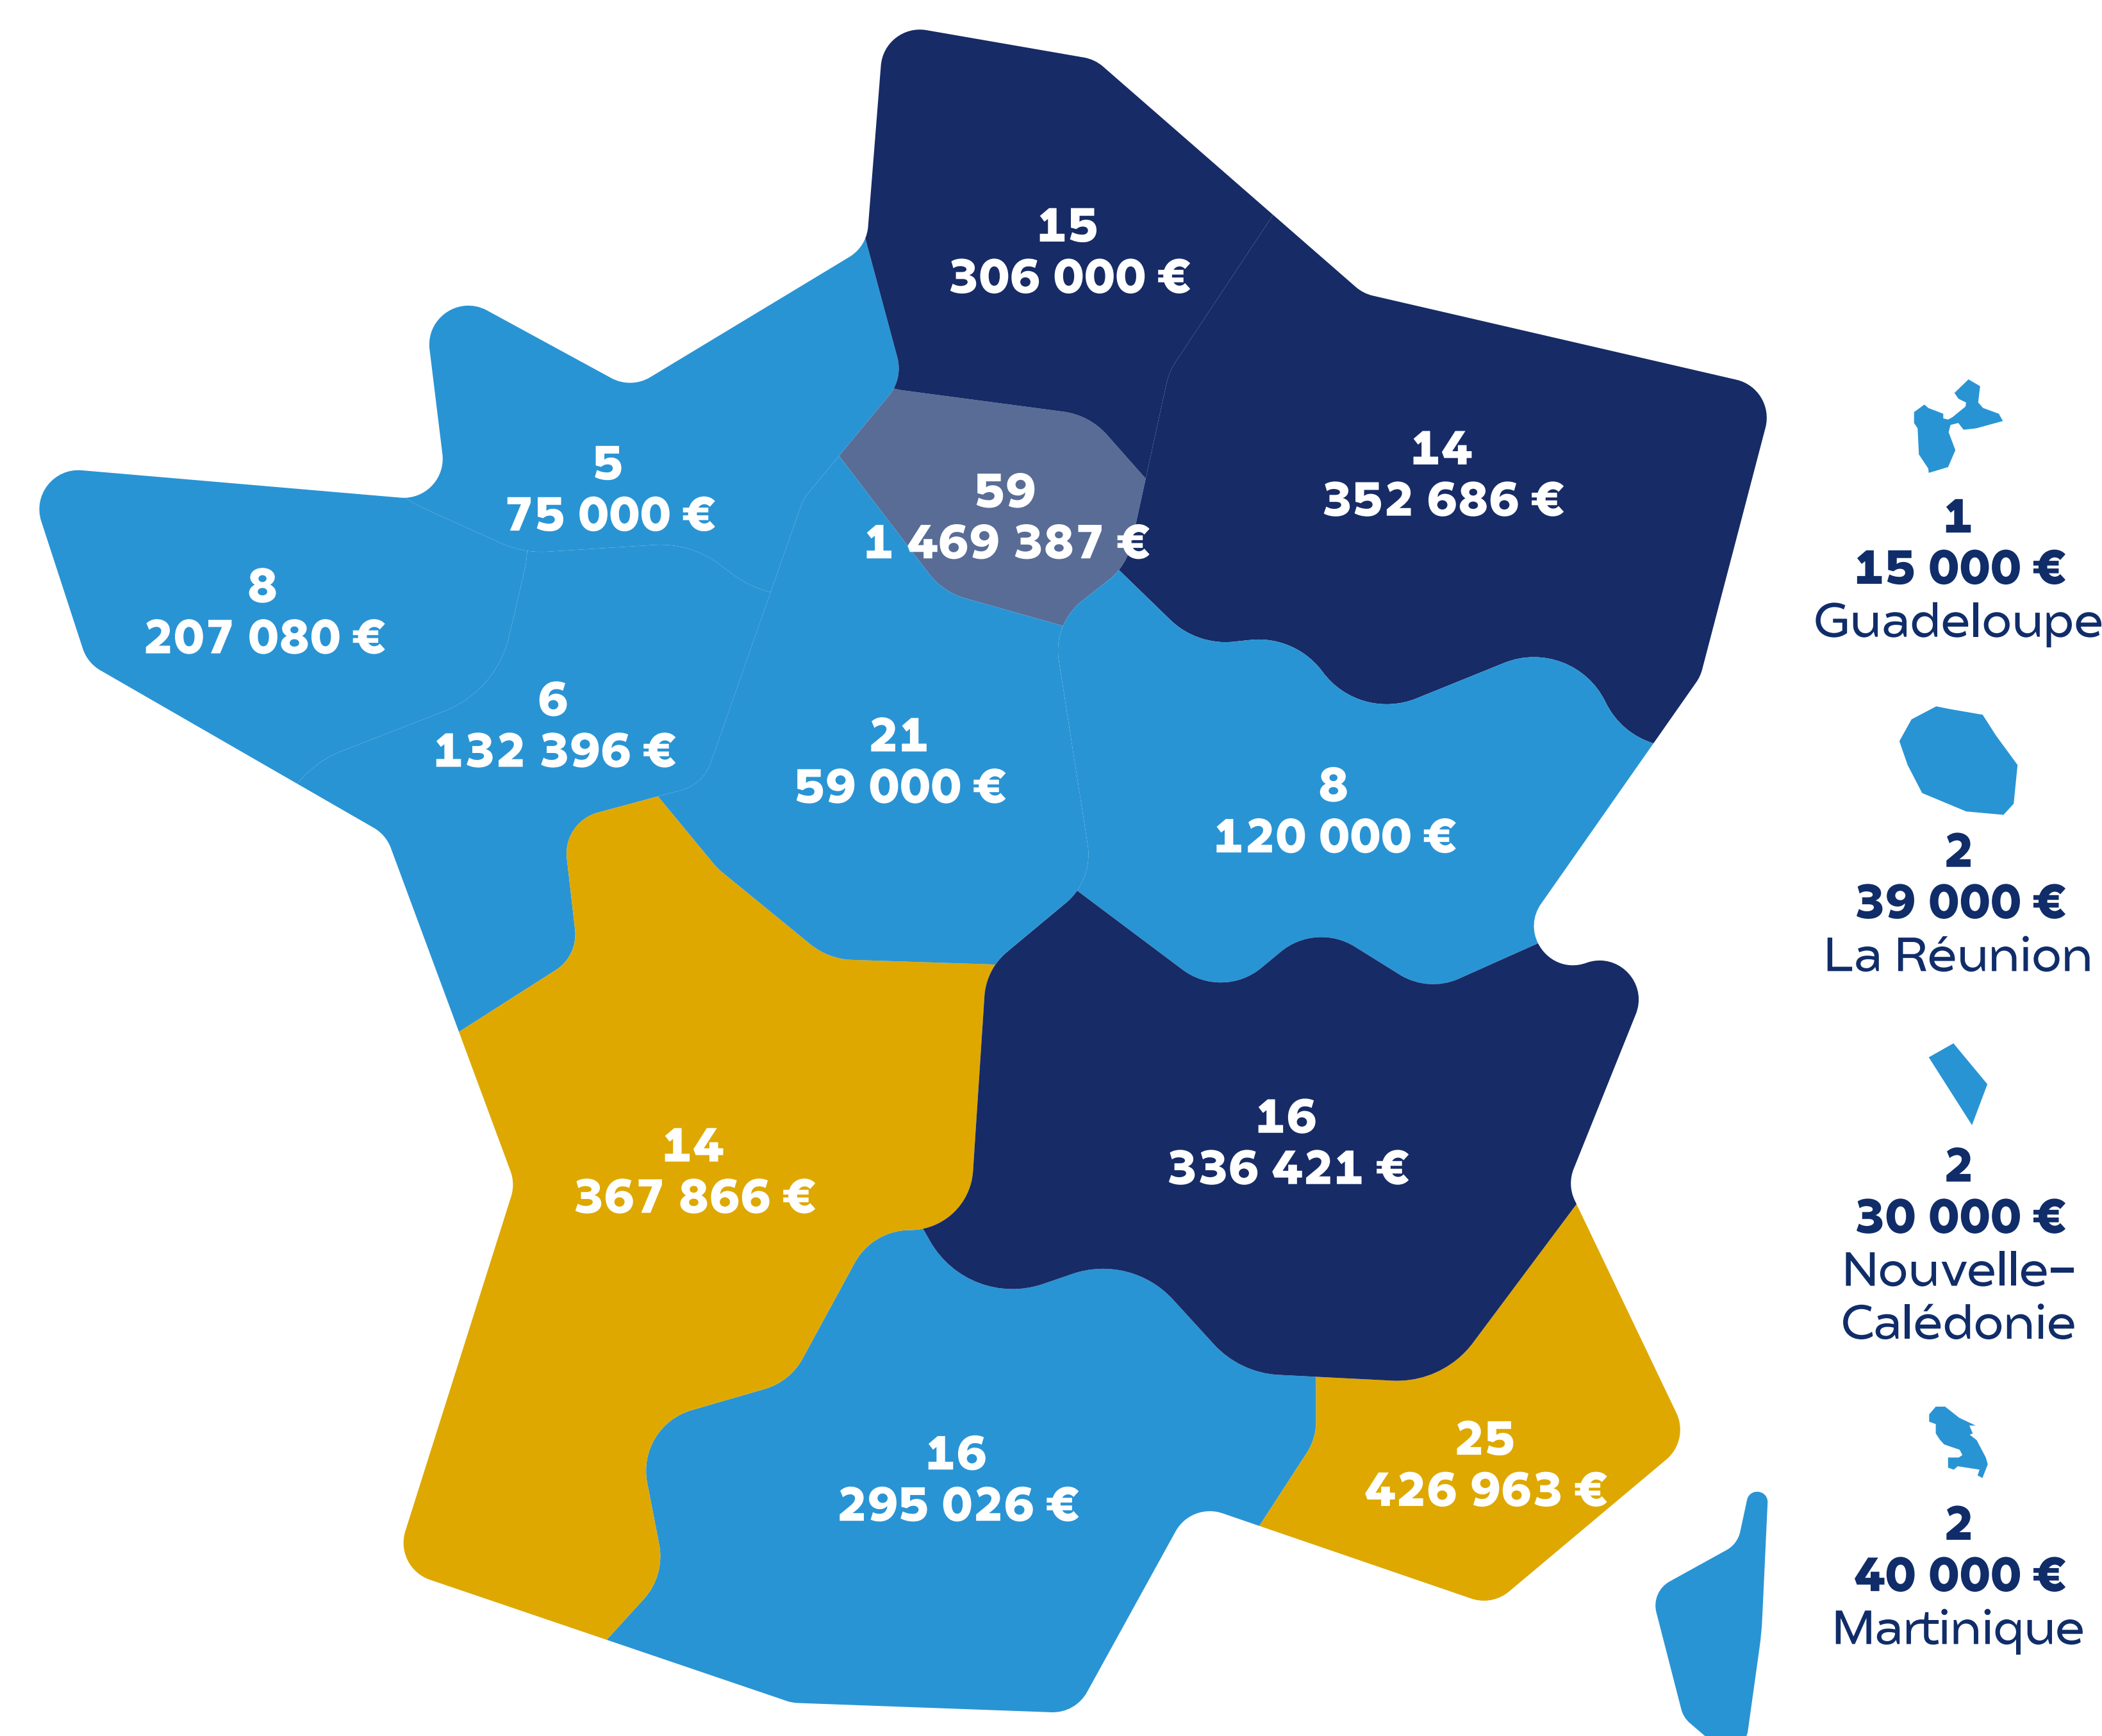 15
306 000 €
14
352 686 €
5
75 000 €
59
1 469 387 €
8
207 080 €
6
132 396 €
21
59 000 €
8
120 000 €
14
367 866 €
16
336 421 €
16
295 026 €
25
426 963 €
1
15 000 €
Guadeloupe
2
39 000 €
La Réunion
2
30 000 €
Nouvelle-
Calédonie
2
40 000 €
Martinique